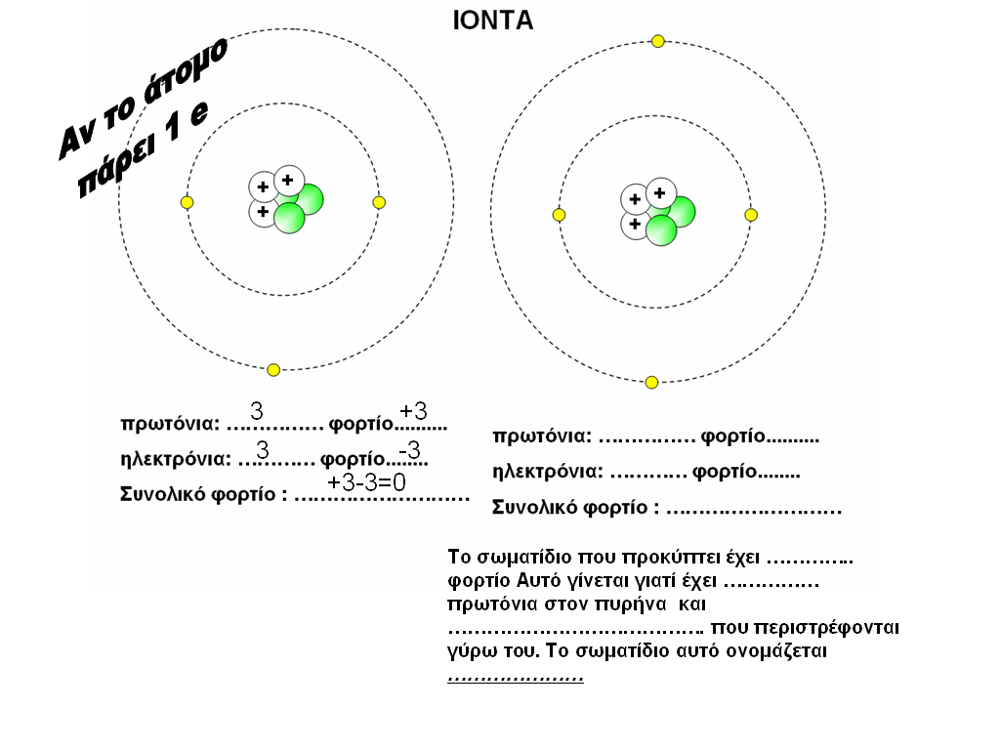 ΙΟΝΤΑ
Αν το άτομο
πάρει 1 e
+ + +
+ + +
πρωτόνια: …3………… φορτίο...+3.......
ηλεκτρόνια: …3……… φορτίο...-3.....
Συνολικό φορτίο : …+3-3=0……………………
πρωτόνια: …………… φορτίο..........
ηλεκτρόνια: ………… φορτίο........
Συνολικό φορτίο : ………………………
Το σωματίδιο που προκύπτει έχει …………..
φορτίο Αυτό γίνεται γιατί έχει ……………
πρωτόνια στον πυρήνα και
…………………………………. που περιστρέφονται
γύρω του. Το σωματίδιο αυτό ονομάζεται
…………………